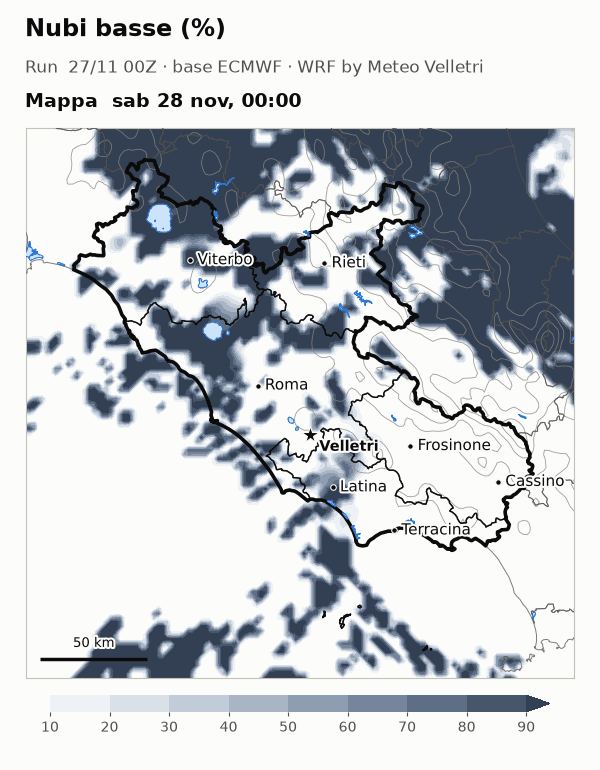 Nubi basse (%)
Run  27/11 00Z · base ECMWF · WRF by Meteo Velletri
Mappa  sab 28 nov, 00:00
Viterbo
Rieti
Roma
Velletri
Frosinone
Latina
Cassino
Terracina
50 km
10 20 30 40 50 60 70 80 90